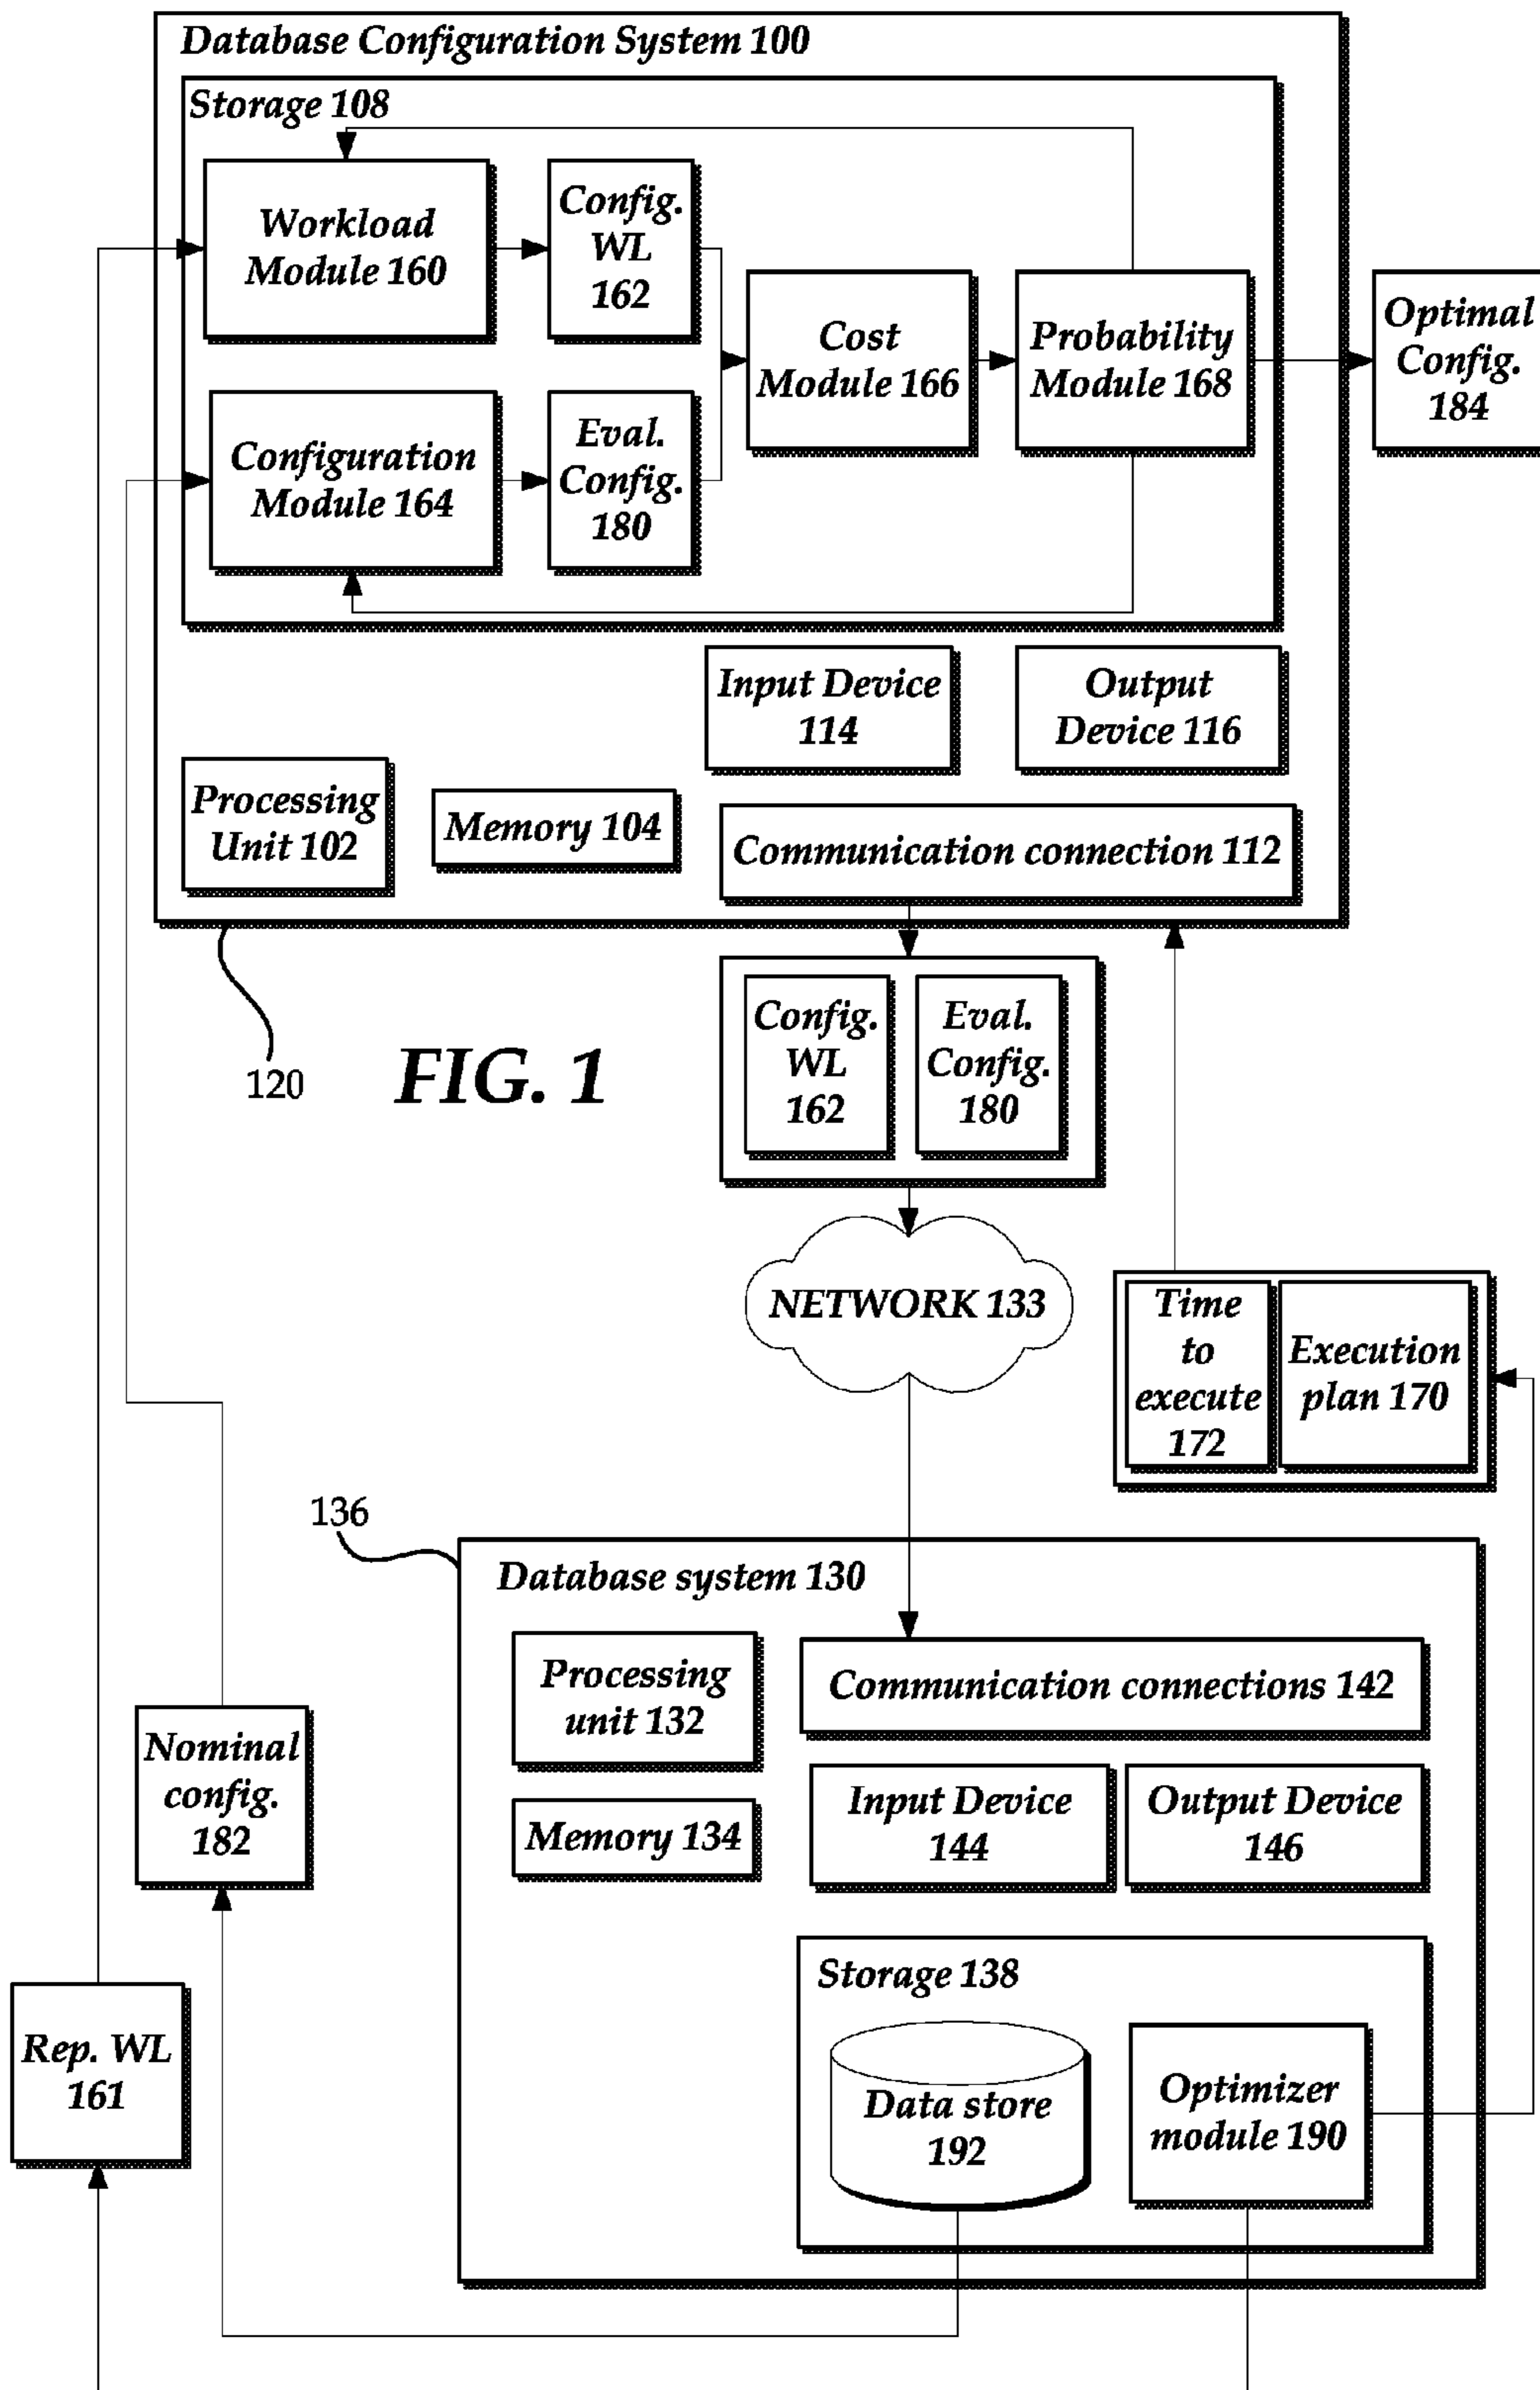 Database Configuration System 100
Storage 108
Workload
Module 160
Config.
WL
162
Cost
Module 166
Probability
Module 168
Optimal
Config.
184
Configuration
Module 164
Eval.
Config.
180
Input Device
114
Output
Device 116
Processing
Unit 102
Memory 104
Communication connection 112
120
FIG. 1
Config.
WL
162
Eval.
Config.
180
NETWORK 133
Time
to
execute
172
Execution
plan 170
136
Database system 130
Processing
unit 132
Communication connections 142
Nominal
config.
182
Memory 134
Input Device
144
Output Device
146
Storage 138
Rep. WL
161
Data store
192
Optimizer
module 190